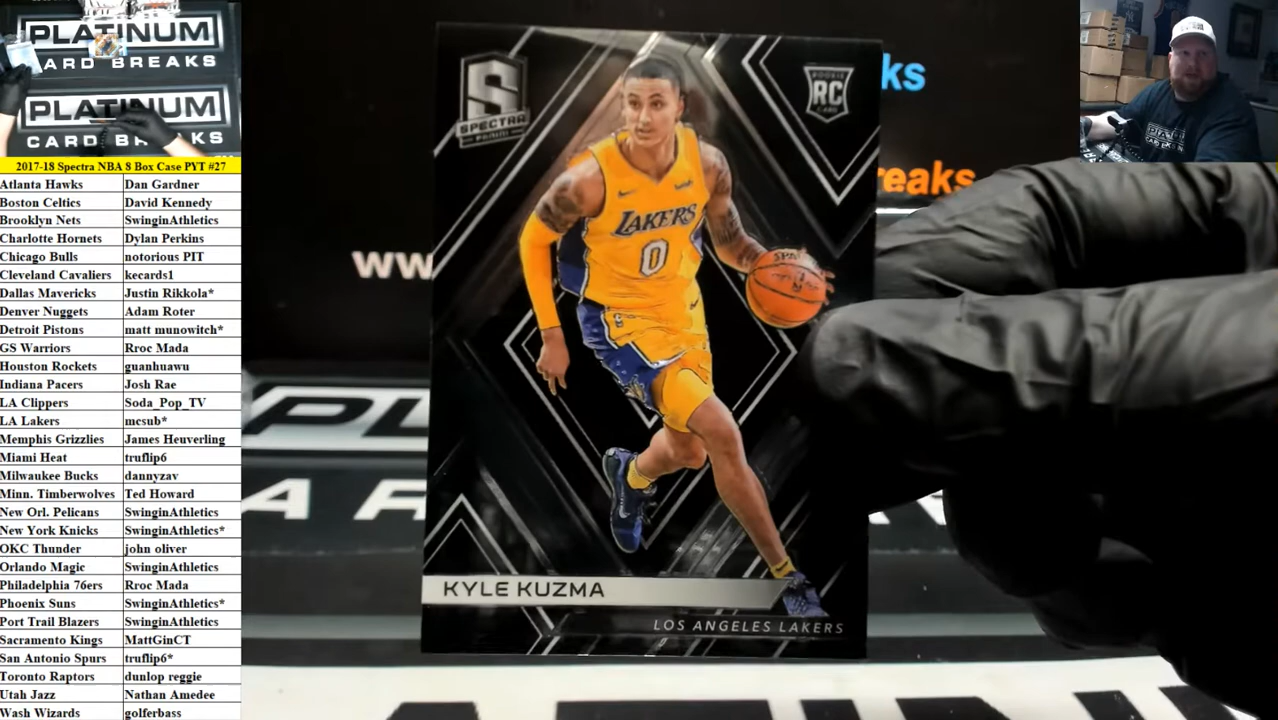 PLATINUM
CARD BREAKS
PLATINUM
CARD BREAKS
2017-18 Spectra NBA 8 Box Case PYT #27
Atlanta Hawks Dan Gardner
Boston Celtics David Kennedy
Brooklyn Nets SwinginAthletics
Charlotte Hornets Dylan Perkins
Chicago Bulls notorious PIT
Cleveland Cavaliers kecards1
Dallas Mavericks Justin Rikkola*
Denver Nuggets Adam Roter
Detroit Pistons matt munowitch*
GS Warriors Rroc Mada
Houston Rockets guanhuawu
Indiana Pacers Josh Rae
LA Clippers Soda_Pop_TV
LA Lakers mcsub*
Memphis Grizzlies James Heuverling
Miami Heat truflip6
Milwaukee Bucks dannyzav
Minn. Timberwolves Ted Howard
New Orl. Pelicans SwinginAthletics
New York Knicks SwinginAthletics*
OKC Thunder john oliver
Orlando Magic SwinginAthletics
Philadelphia 76ers Rroc Mada
Phoenix Suns SwinginAthletics*
Port Trail Blazers SwinginAthletics
Sacramento Kings MattGinCT
San Antonio Spurs truflip6*
Toronto Raptors dunlop reggie
Utah Jazz Nathan Amedee
Wash Wizards golferbass
S
SPECTRA
PANINI
ROOKIE
RC
CARD
LAKERS
0
KYLE KUZMA
LOS ANGELES LAKERS
ks
reaks
ww
PL
A R